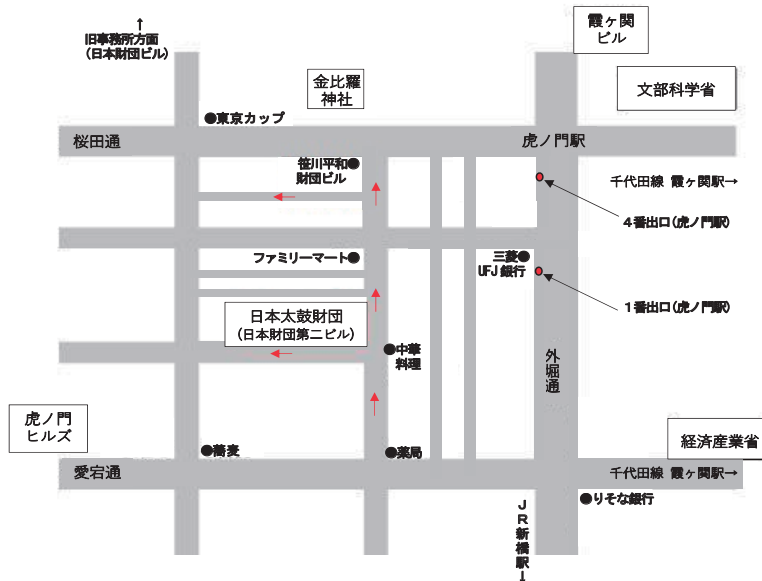 ↑
旧事務所方面
（日本財団ビル）
霞ヶ関
ビル
金比羅
神社
文部科学省
●東京カップ
桜田通
虎ノ門駅
笹川平和●
財団ビル
千代田線 霞ヶ関駅→
4番出口(虎ノ門駅)
ファミリーマート●
三菱●
UFJ銀行
1番出口(虎ノ門駅)
日本太鼓財団
(日本財団第二ビル)
●中華
料理
外堀通
虎ノ門
ヒルズ
経済産業省
●蕎麦
●薬局
愛宕通
千代田線 霞ヶ関駅→
●りそな銀行
JR新橋駅↓